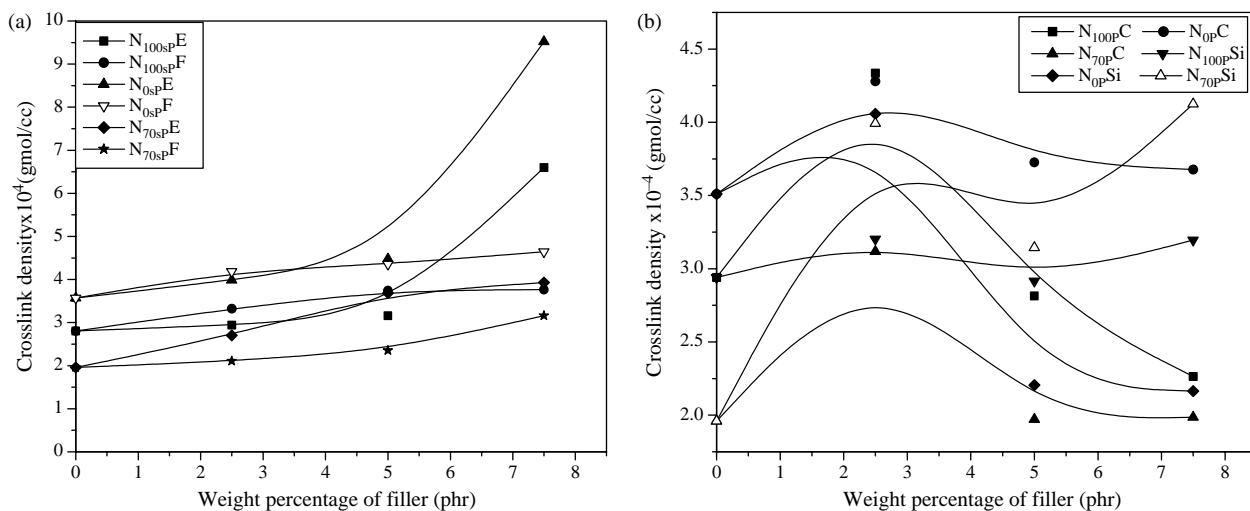 (a)
10
9
8
7
6
5
4
3
2
1
0
Crosslink densityx10⁴(gmol/cc)
N₁₀₀ₛₚE
N₁₀₀ₛₚF
N₀ₛₚE
N₀ₛₚF
N₇₀ₛₚE
N₇₀ₛₚF
0 1 2 3 4 5 6 7 8
Weight percentage of filler (phr)
(b)
4.5
4.0
3.5
3.0
2.5
2.0
Crosslink density x10⁻⁴ (gmol/cc)
N₁₀₀ₚC N₀ₚC
N₇₀ₚC N₁₀₀ₚSi
N₀ₚSi N₇₀ₚSi
0 1 2 3 4 5 6 7 8
Weight percentage of filler (phr)